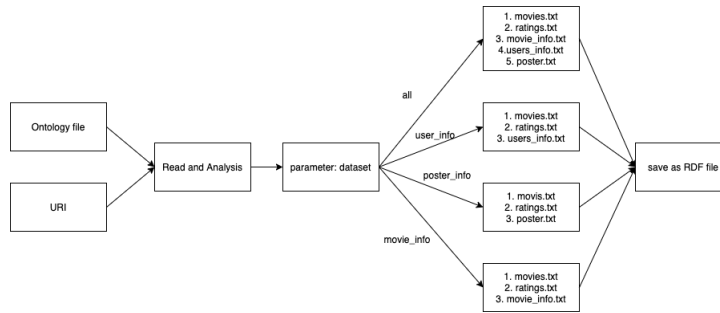 Ontology file
URI
Read and Analysis
parameter: dataset
all
user_info
poster_info
movie_info
1. movies.txt
2. ratings.txt
3. movie_info.txt
4.users_info.txt
5. poster.txt
1. movies.txt
2. ratings.txt
3. users_info.txt
1. movis.txt
2. ratings.txt
3. poster.txt
1. movies.txt
2. ratings.txt
3. movie_info.txt
save as RDF file